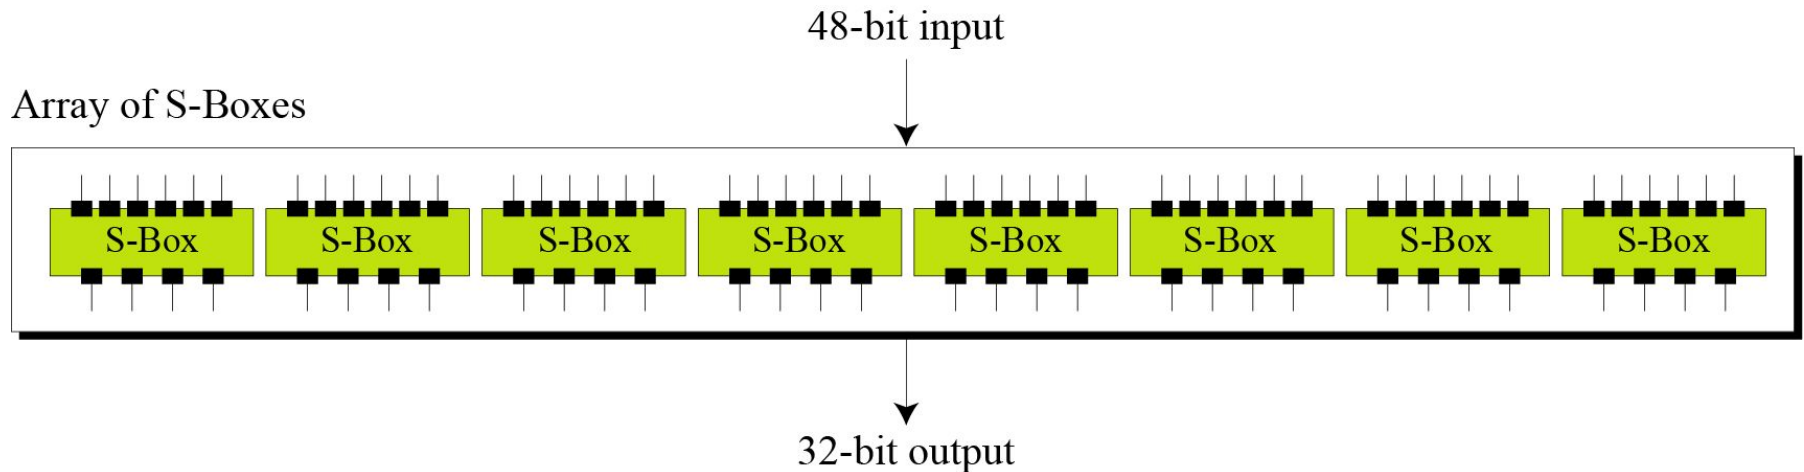 48-bit input
Array of S-Boxes
S-Box S-Box S-Box S-Box S-Box S-Box S-Box S-Box
32-bit output